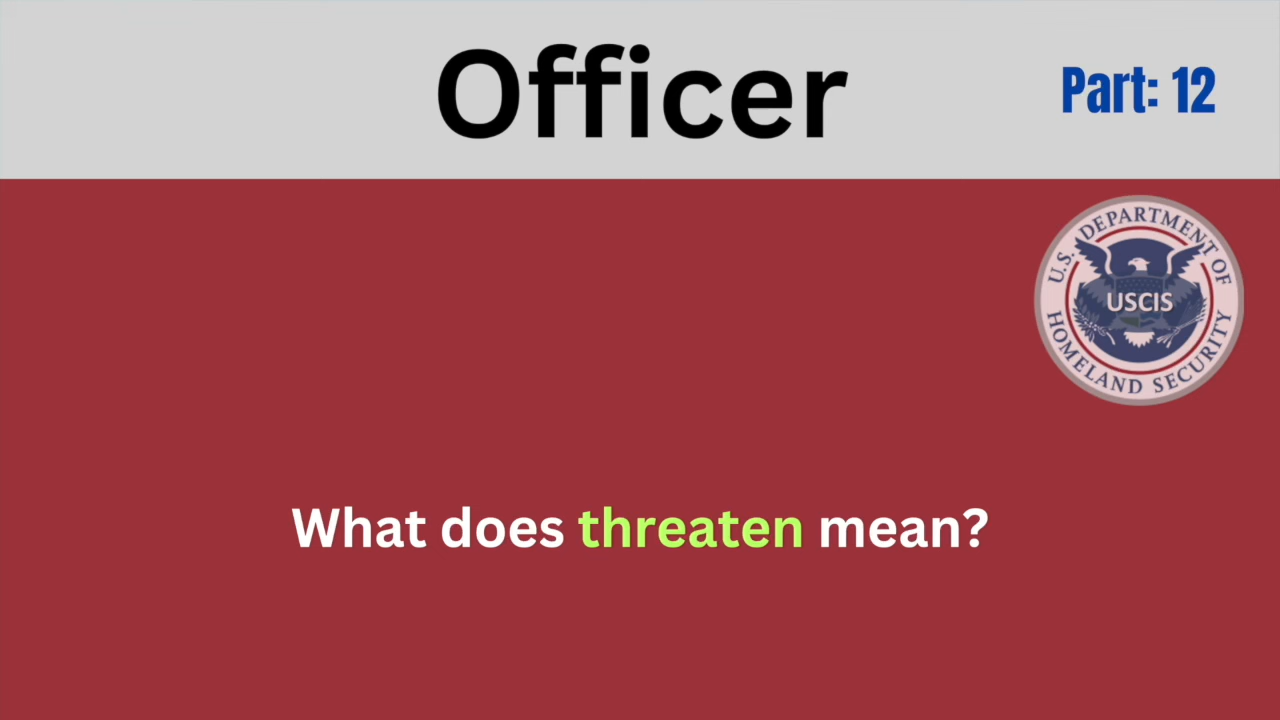 Officer
Part: 12
U.S. DEPARTMENT OF
USCIS
HOMELAND SECURITY
What does threaten mean?